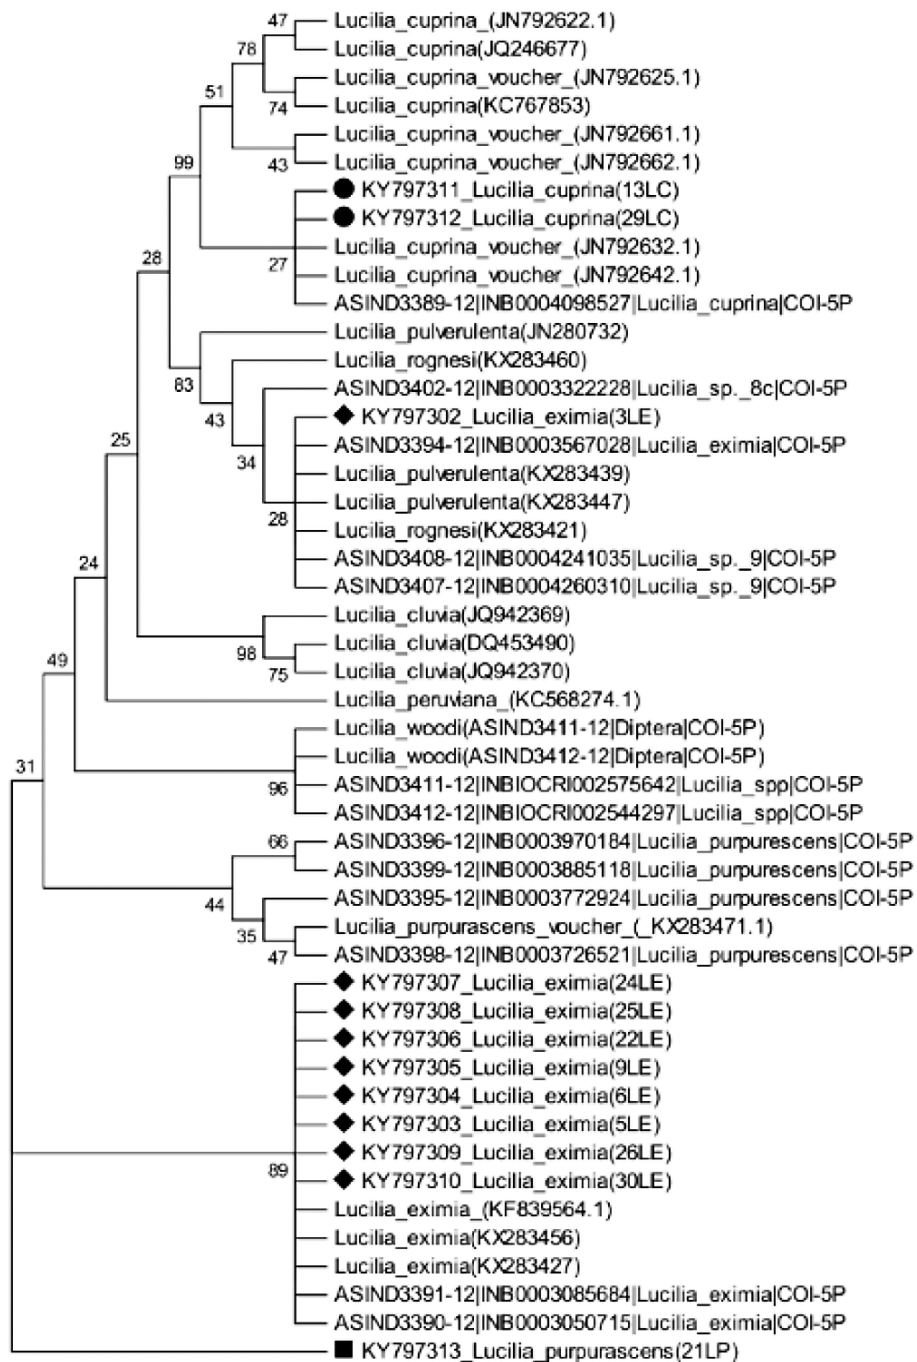 47
Lucilia_cuprina_(JN792622.1)
78
Lucilia_cuprina(JQ246677)
Lucilia_cuprina_voucher_(JN792625.1)
51
74
Lucilia_cuprina(KC767853)
Lucilia_cuprina_voucher_(JN792661.1)
99
43
Lucilia_cuprina_voucher_(JN792662.1)
KY797311_Lucilia_cuprina(13LC)
KY797312_Lucilia_cuprina(29LC)
Lucilia_cuprina_voucher_(JN792632.1)
28
27
Lucilia_cuprina_voucher_(JN792642.1)
ASIND3389-12|INB0004098527|Lucilia_cuprina|COI-5P
Lucilia_pulverulenta(JN280732)
Lucilia_rognesi(KX283460)
83
ASIND3402-12|INB0003322228|Lucilia_sp._8c|COI-5P
43
KY797302_Lucilia_eximia(3LE)
25
ASIND3394-12|INB0003567028|Lucilia_eximia|COI-5P
34
Lucilia_pulverulenta(KX283439)
Lucilia_pulverulenta(KX283447)
28
Lucilia_rognesi(KX283421)
24
ASIND3408-12|INB0004241035|Lucilia_sp._9|COI-5P
ASIND3407-12|INB0004260310|Lucilia_sp._9|COI-5P
Lucilia_cluvia(JQ942369)
98
Lucilia_cluvia(DQ453490)
49
75
Lucilia_cluvia(JQ942370)
Lucilia_peruviana_(KC568274.1)
Lucilia_woodi(ASIND3411-12|Diptera|COI-5P)
Lucilia_woodi(ASIND3412-12|Diptera|COI-5P)
31
96
ASIND3411-12|INBIOCRI002575642|Lucilia_spp|COI-5P
ASIND3412-12|INBIOCRI002544297|Lucilia_spp|COI-5P
66
ASIND3396-12|INB0003970184|Lucilia_purpurescens|COI-5P
ASIND3399-12|INB0003885118|Lucilia_purpurescens|COI-5P
44
ASIND3395-12|INB0003772924|Lucilia_purpurescens|COI-5P
35
Lucilia_purpurascens_voucher_(_KX283471.1)
47
ASIND3398-12|INB0003726521|Lucilia_purpurescens|COI-5P
KY797307_Lucilia_eximia(24LE)
KY797308_Lucilia_eximia(25LE)
KY797306_Lucilia_eximia(22LE)
KY797305_Lucilia_eximia(9LE)
KY797304_Lucilia_eximia(6LE)
KY797303_Lucilia_eximia(5LE)
KY797309_Lucilia_eximia(26LE)
89
KY797310_Lucilia_eximia(30LE)
Lucilia_eximia_(KF839564.1)
Lucilia_eximia(KX283456)
Lucilia_eximia(KX283427)
ASIND3391-12|INB0003085684|Lucilia_eximia|COI-5P
ASIND3390-12|INB0003050715|Lucilia_eximia|COI-5P
KY797313_Lucilia_purpurascens(21LP)